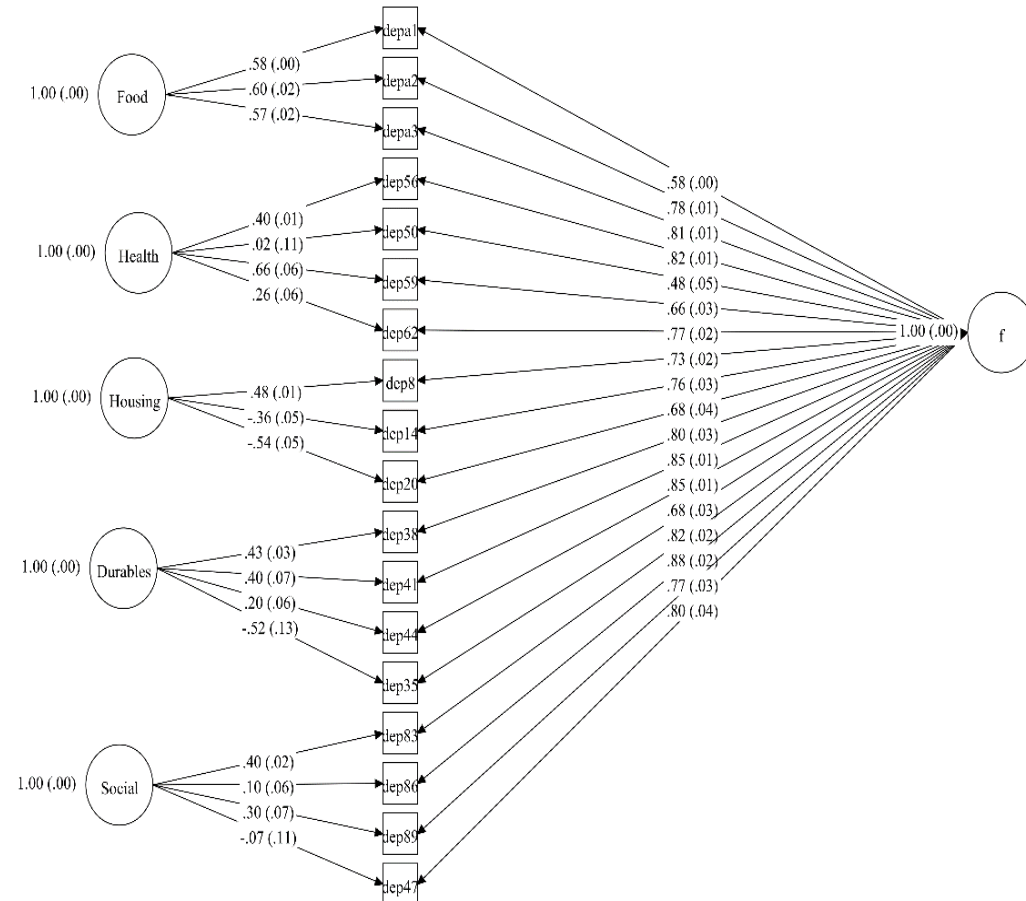 depa1
.58 (.00)
1.00 (.00)
Food
.60 (.02)
depa2
.57 (.02)
depa3
dep56
.40 (.01)
1.00 (.00)
Health
.02 (.11)
dep50
.66 (.06)
dep59
.26 (.06)
dep62
dep8
.48 (.01)
1.00 (.00)
Housing
-.36 (.05)
dep14
-.54 (.05)
dep20
dep38
.43 (.03)
1.00 (.00)
Durables
.40 (.07)
dep41
.20 (.06)
dep44
-.52 (.13)
dep35
dep83
.40 (.02)
1.00 (.00)
Social
.10 (.06)
dep86
.30 (.07)
dep89
-.07 (.11)
dep47
.58 (.00)
.78 (.01)
.81 (.01)
.82 (.01)
.48 (.05)
.66 (.03)
.77 (.02)
.73 (.02)
.76 (.03)
.68 (.04)
.80 (.03)
.85 (.01)
.85 (.01)
.68 (.03)
.82 (.02)
.88 (.02)
.77 (.03)
.80 (.04)
1.00 (.00)
f